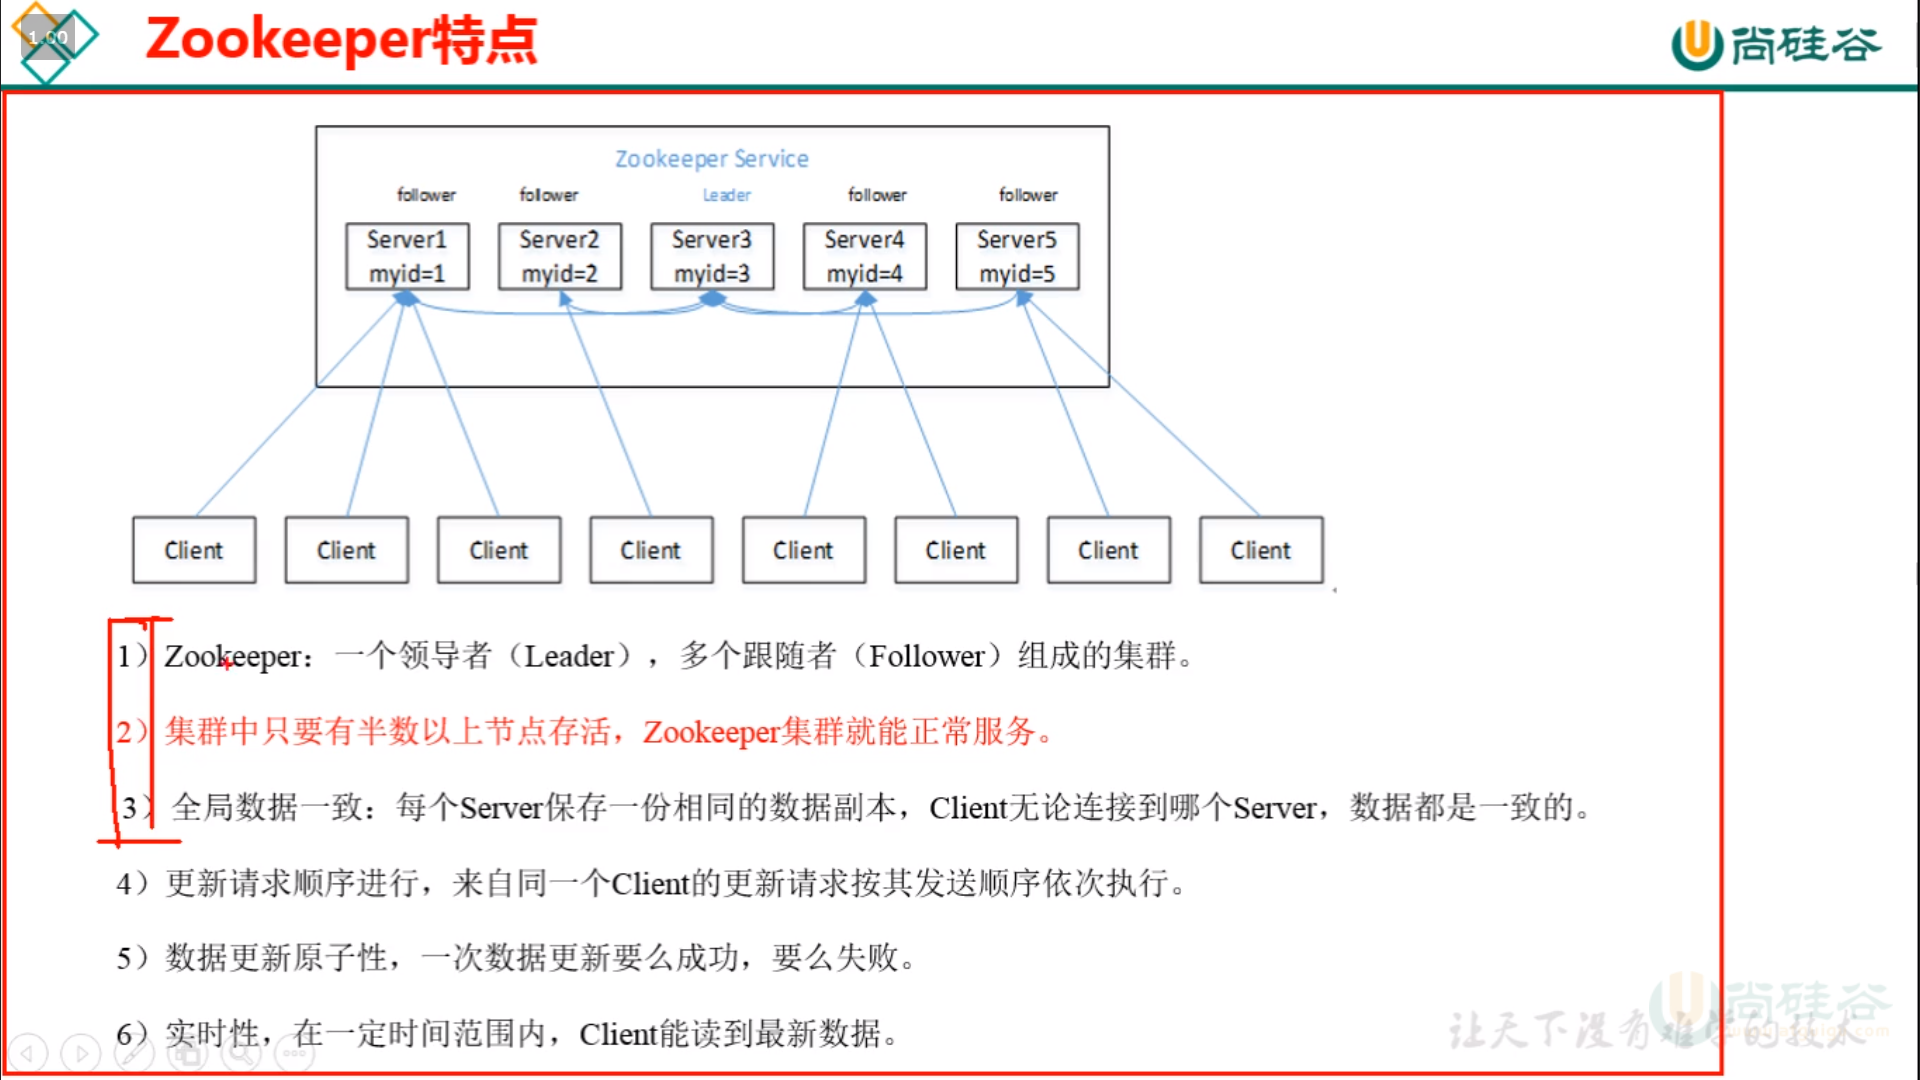 1.00
Zookeeper特点
尚硅谷
Zookeeper Service
follower follower Leader follower follower
Server1 Server2 Server3 Server4 Server5
myid=1 myid=2 myid=3 myid=4 myid=5
Client Client Client Client Client Client Client Client
1）Zookeeper：一个领导者（Leader），多个跟随者（Follower）组成的集群。
2）集群中只要有半数以上节点存活，Zookeeper集群就能正常服务。
3）全局数据一致：每个Server保存一份相同的数据副本，Client无论连接到哪个Server，数据都是一致的。
4）更新请求顺序进行，来自同一个Client的更新请求按其发送顺序依次执行。
5）数据更新原子性，一次数据更新要么成功，要么失败。
6）实时性，在一定时间范围内，Client能读到最新数据。
尚硅谷
让天下没有难学的技术